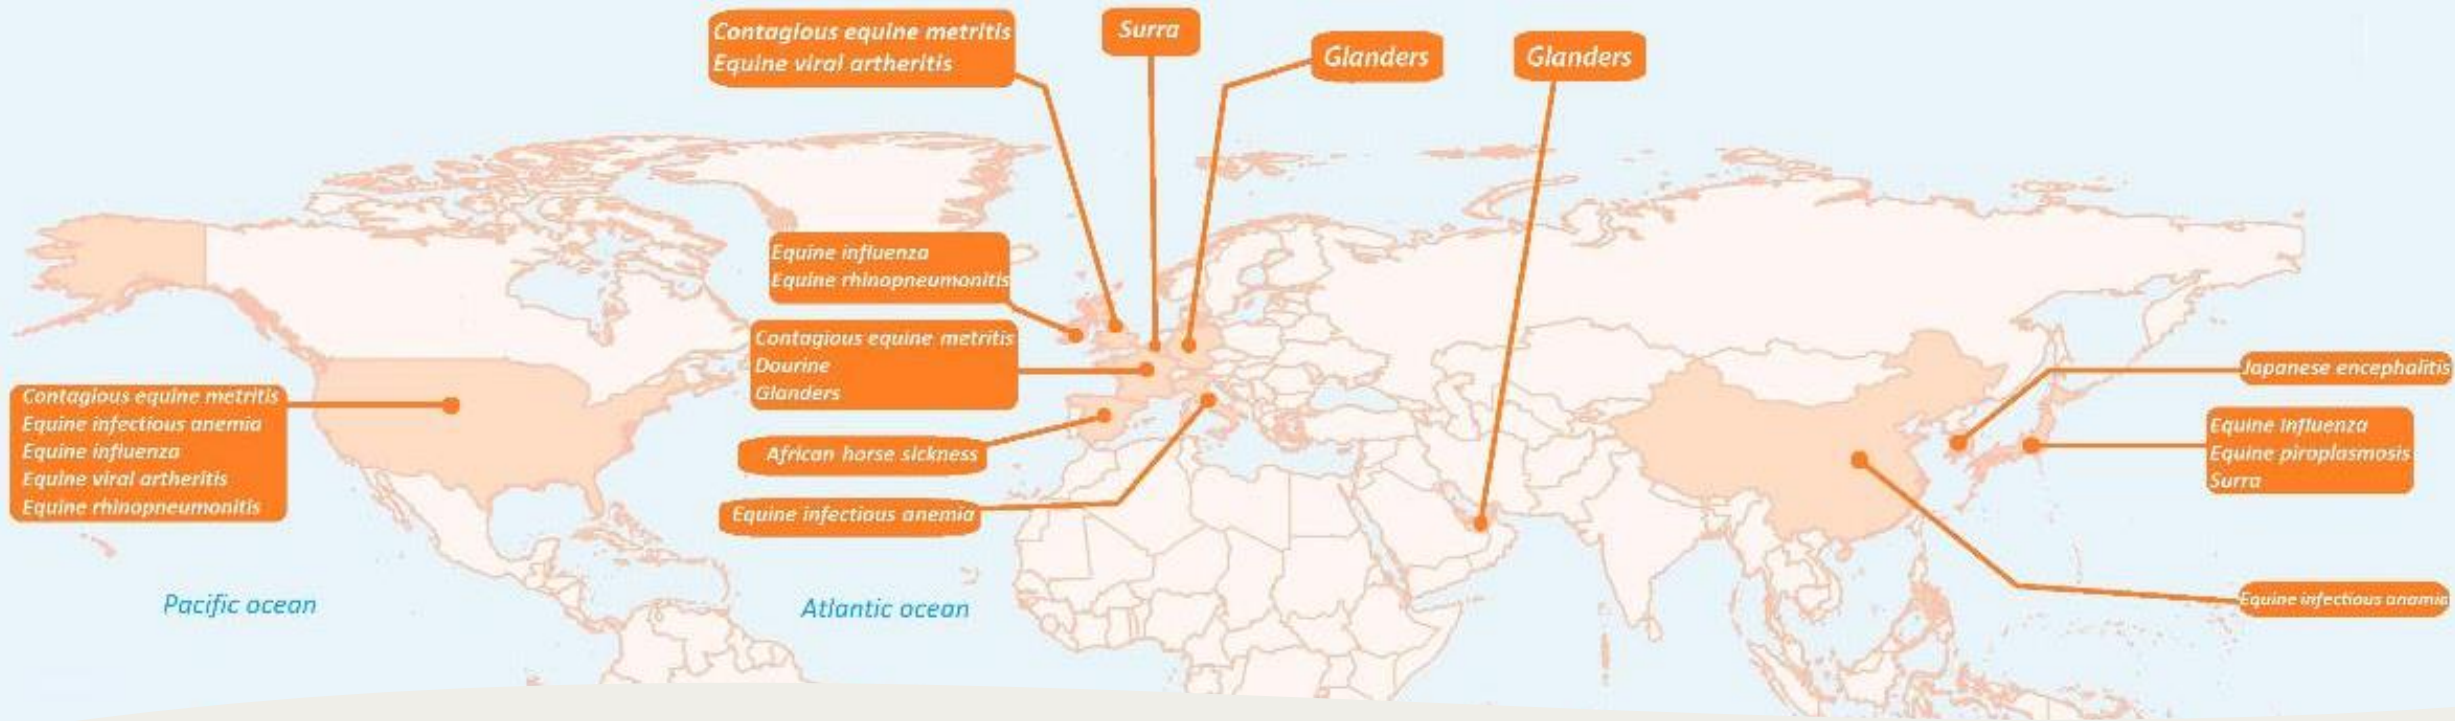 Contagious equine metritis
Equine viral artheritis
Surra
Glanders
Glanders
Equine influenza
Equine rhinopneumonitis
Contagious equine metritis
Dourine
Glanders
African horse sickness
Equine infectious anemia
Contagious equine metritis
Equine infectious anemia
Equine influenza
Equine viral artheritis
Equine rhinopneumonitis
Japanese encephalitis
Equine influenza
Equine piroplasmosis
Surra
Equine infectious anamia
Pacific ocean
Atlantic ocean